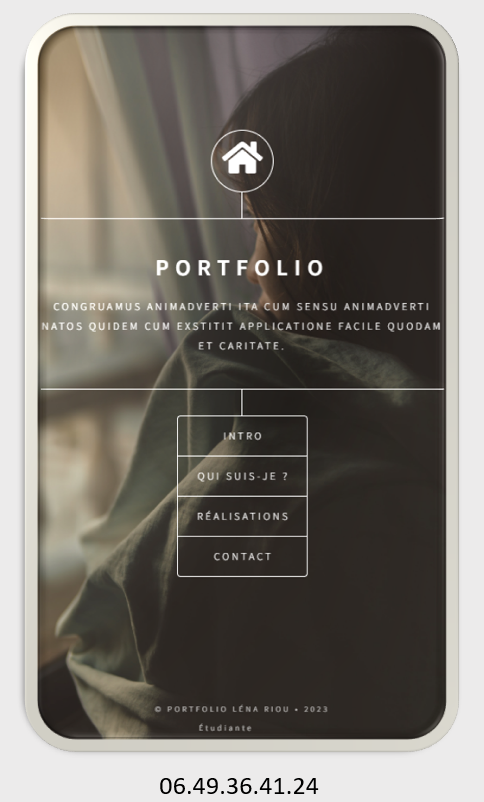 PORTFOLIO
CONGRUAMUS ANIMADVERTI ITA CUM SENSU ANIMADVERTI
NATOS QUIDEM CUM EXSTITIT APPLICATIONE FACILE QUODAM
ET CARITATE.
INTRO
QUI SUIS-JE ?
RÉALISATIONS
CONTACT
© PORTFOLIO LÉNA RIOU • 2023
Étudiante
06.49.36.41.24